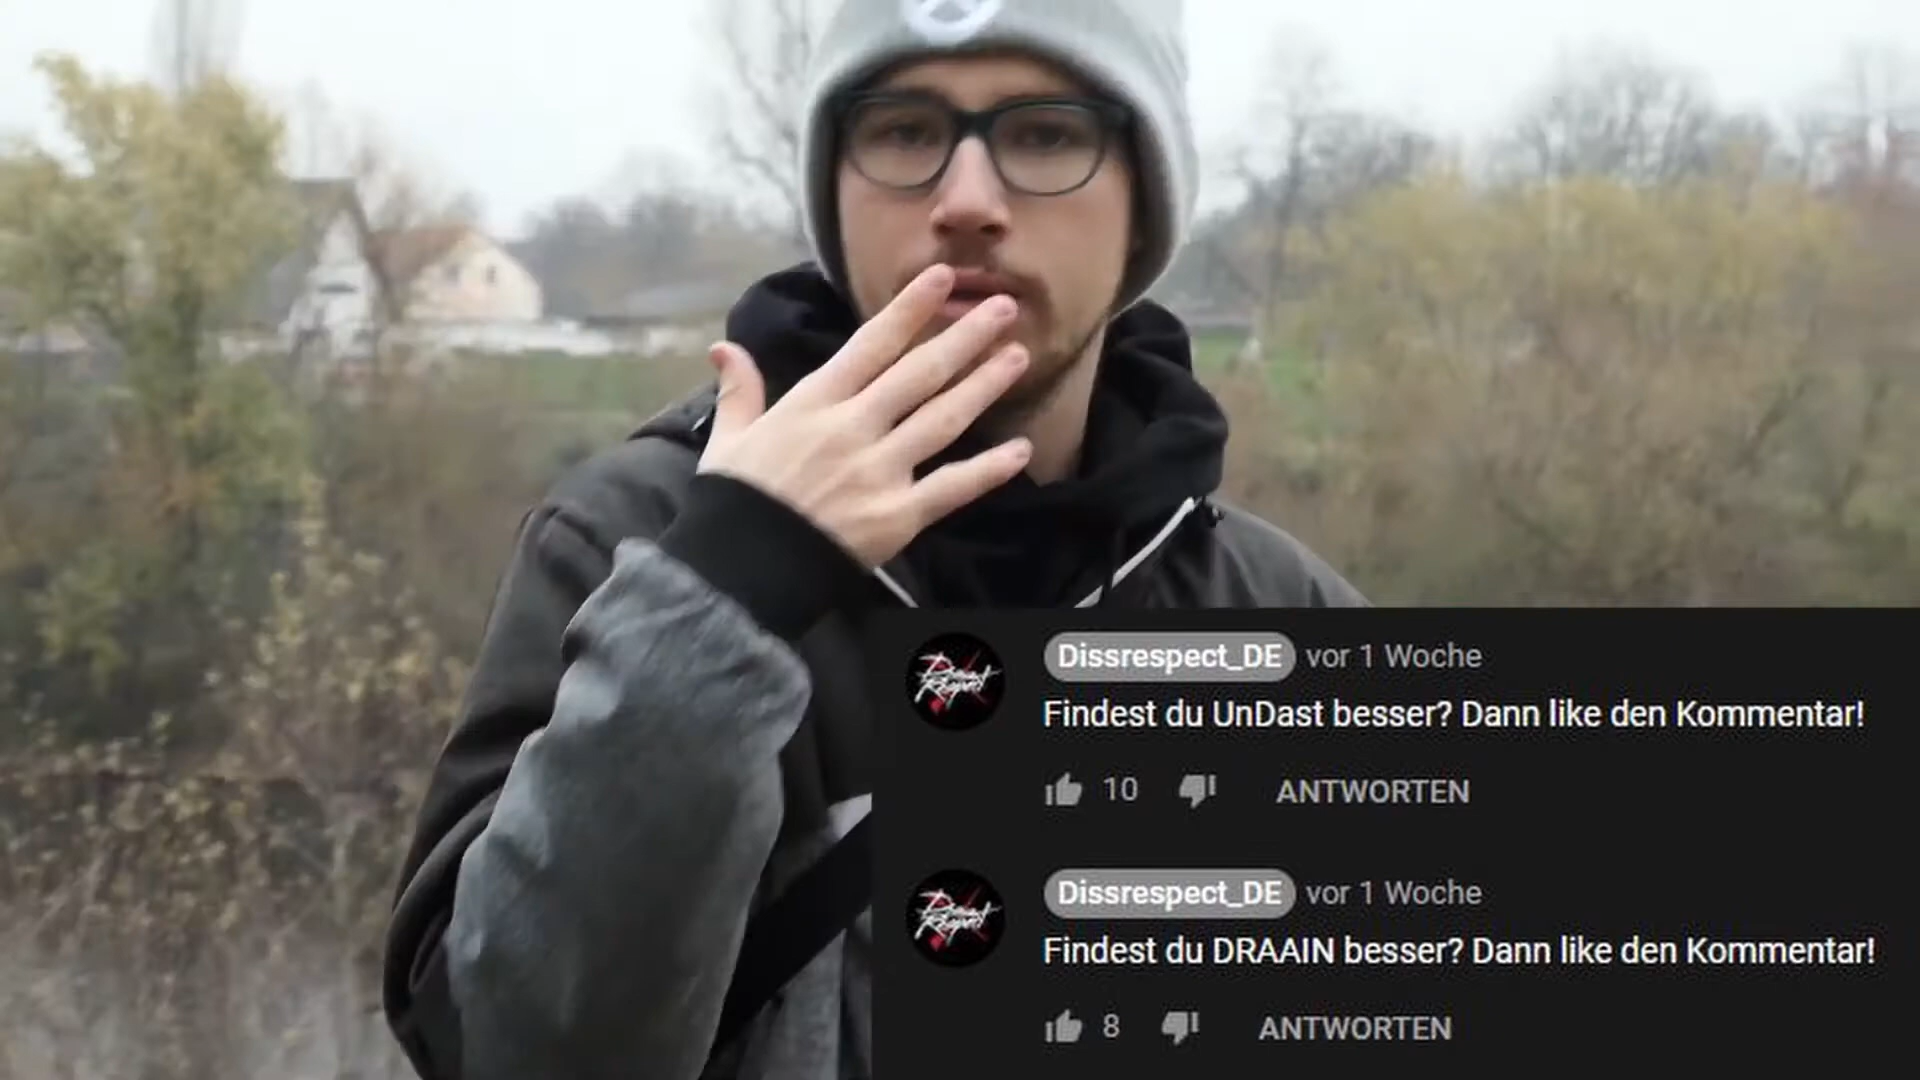 Dissrespect_DE vor 1 Woche
Findest du UnDast besser? Dann like den Kommentar!
10 ANTWORTEN
Dissrespect_DE vor 1 Woche
Findest du DRAAIN besser? Dann like den Kommentar!
8 ANTWORTEN